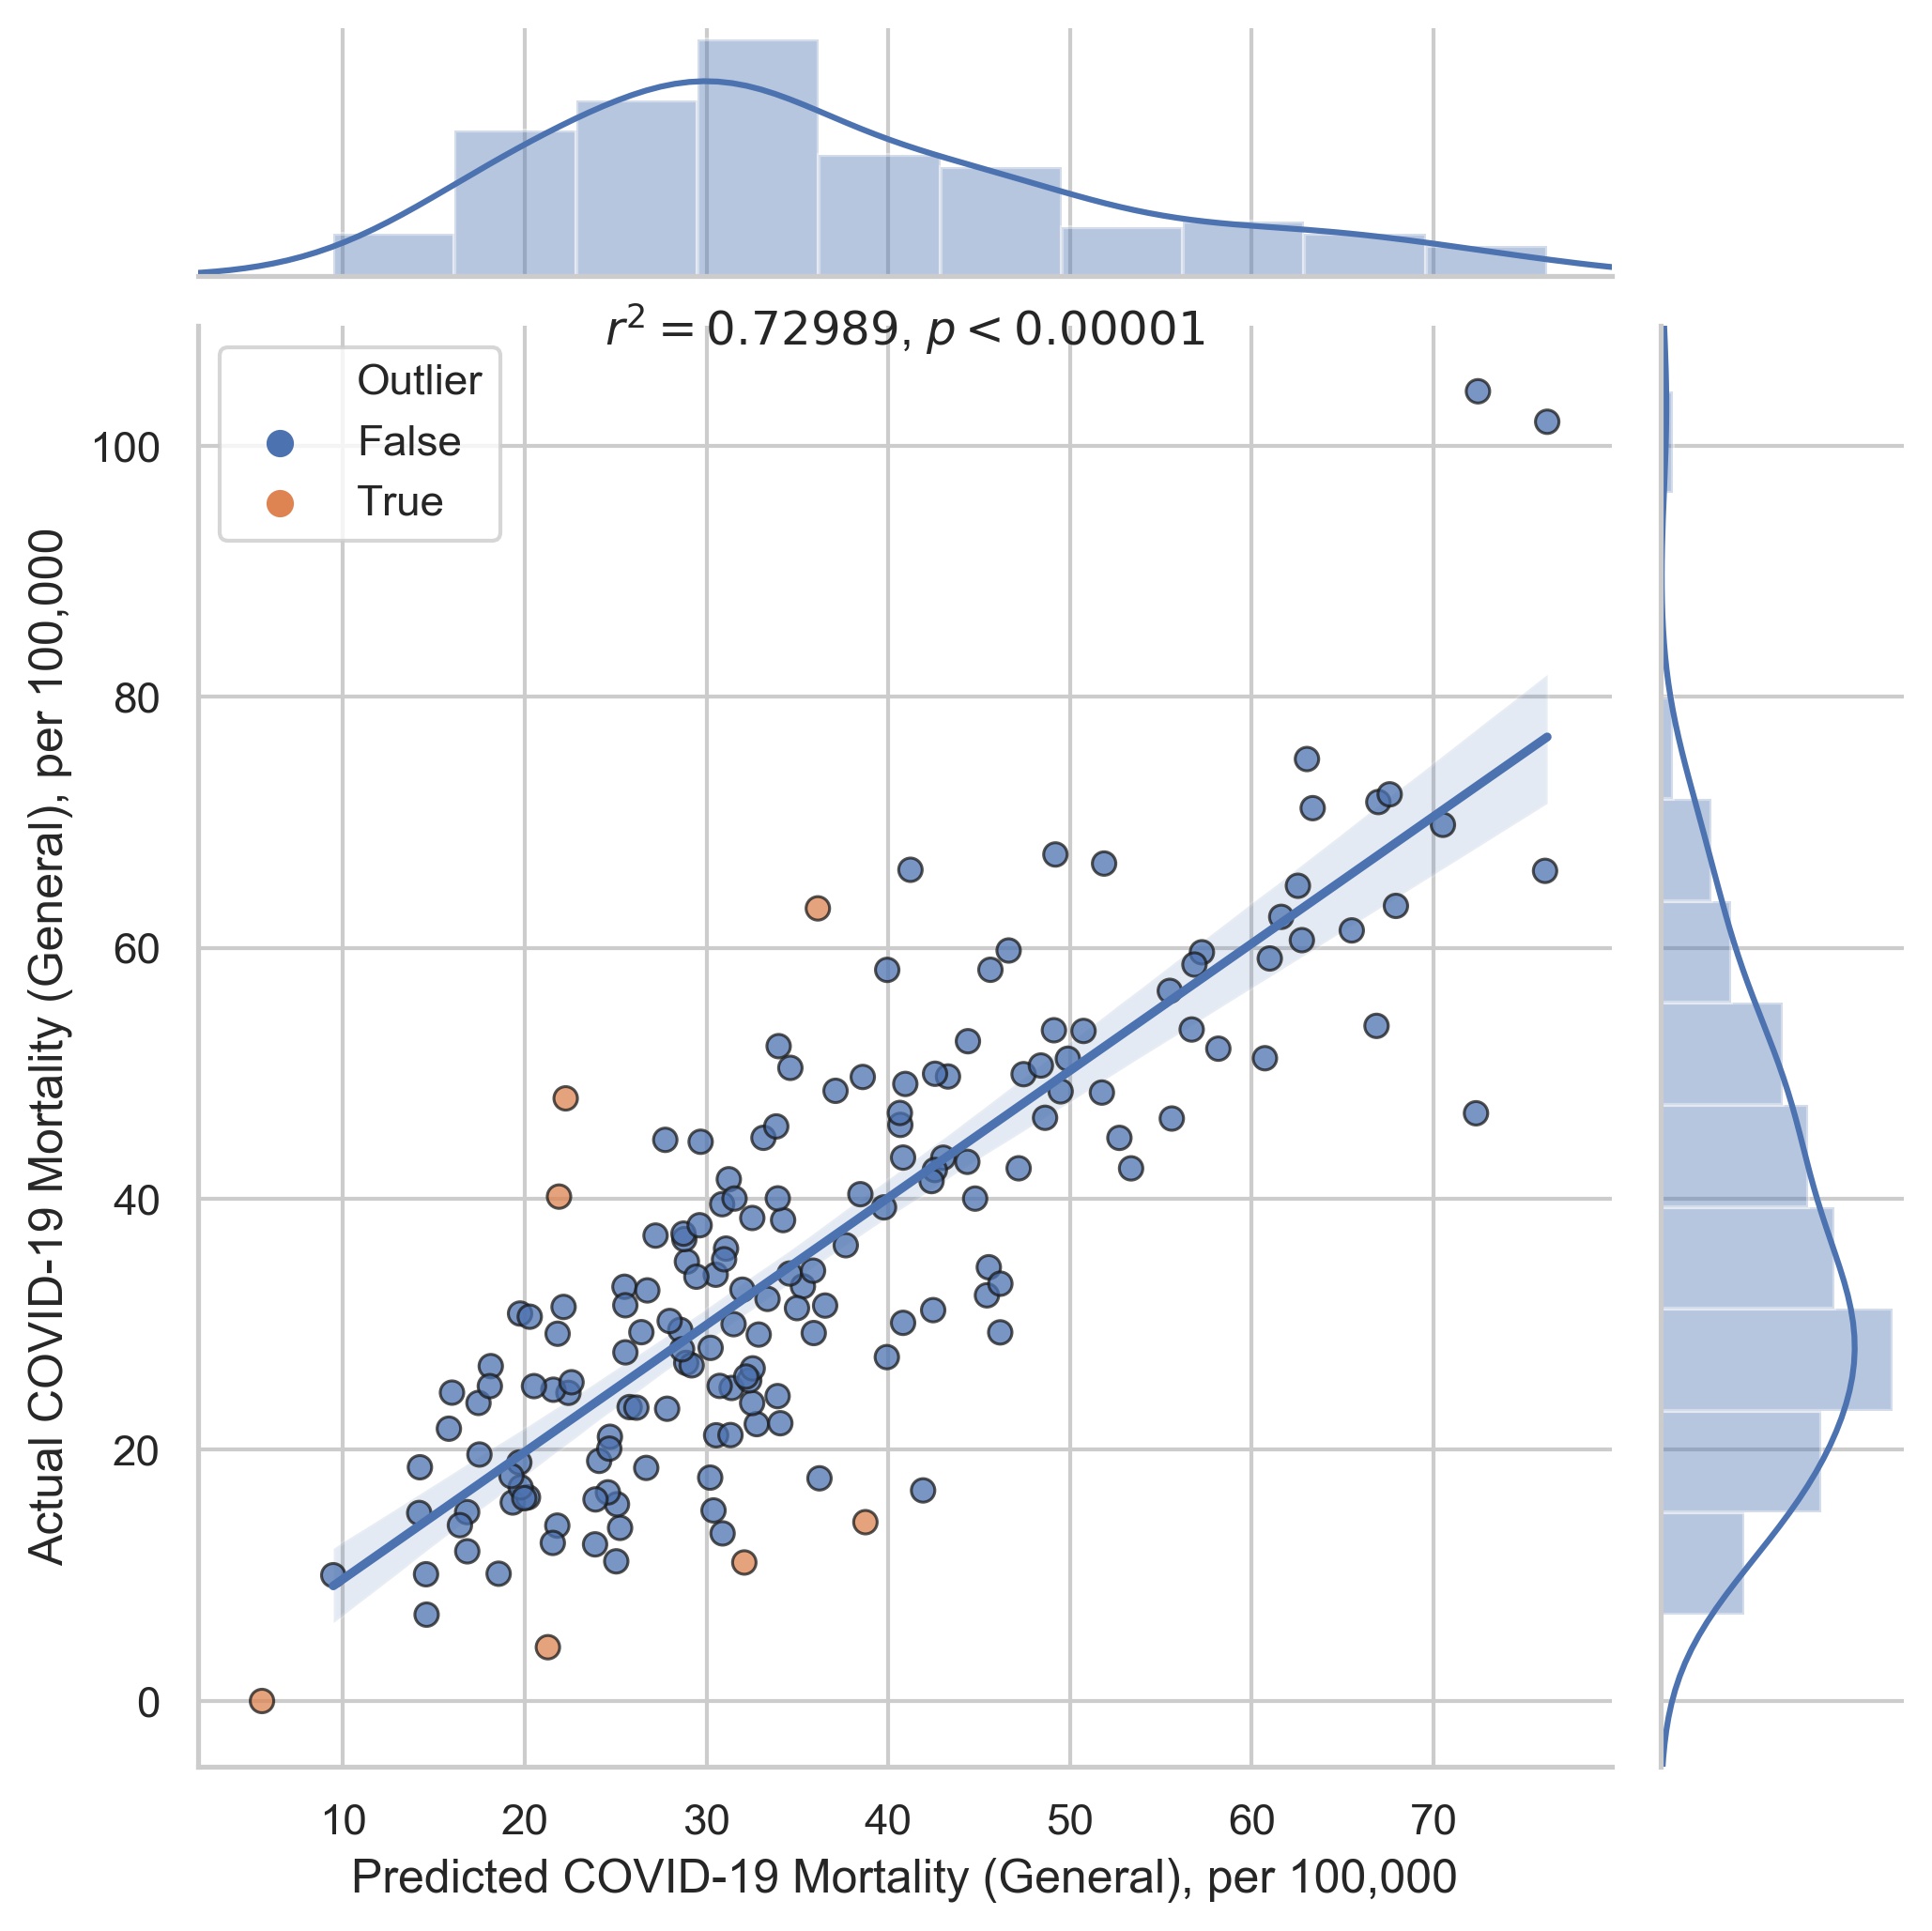 r² = 0.72989, p < 0.00001
Outlier
False
True
100
80
60
40
20
0
Actual COVID-19 Mortality (General), per 100,000
10 20 30 40 50 60 70
Predicted COVID-19 Mortality (General), per 100,000